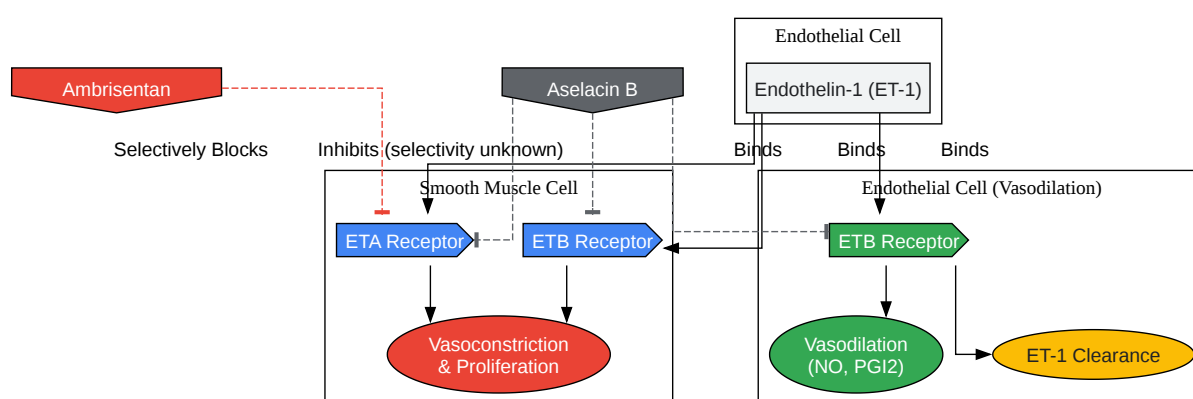 Endothelial Cell
Ambrisentan
Aselacin B
Endothelin-1 (ET-1)
Selectively Blocks
Inhibits (selectivity unknown)
Binds
Binds
Binds
Smooth Muscle Cell
Endothelial Cell (Vasodilation)
ETA Receptor
ETB Receptor
ETB Receptor
Vasoconstriction
& Proliferation
Vasodilation
(NO, PGI2)
ET-1 Clearance